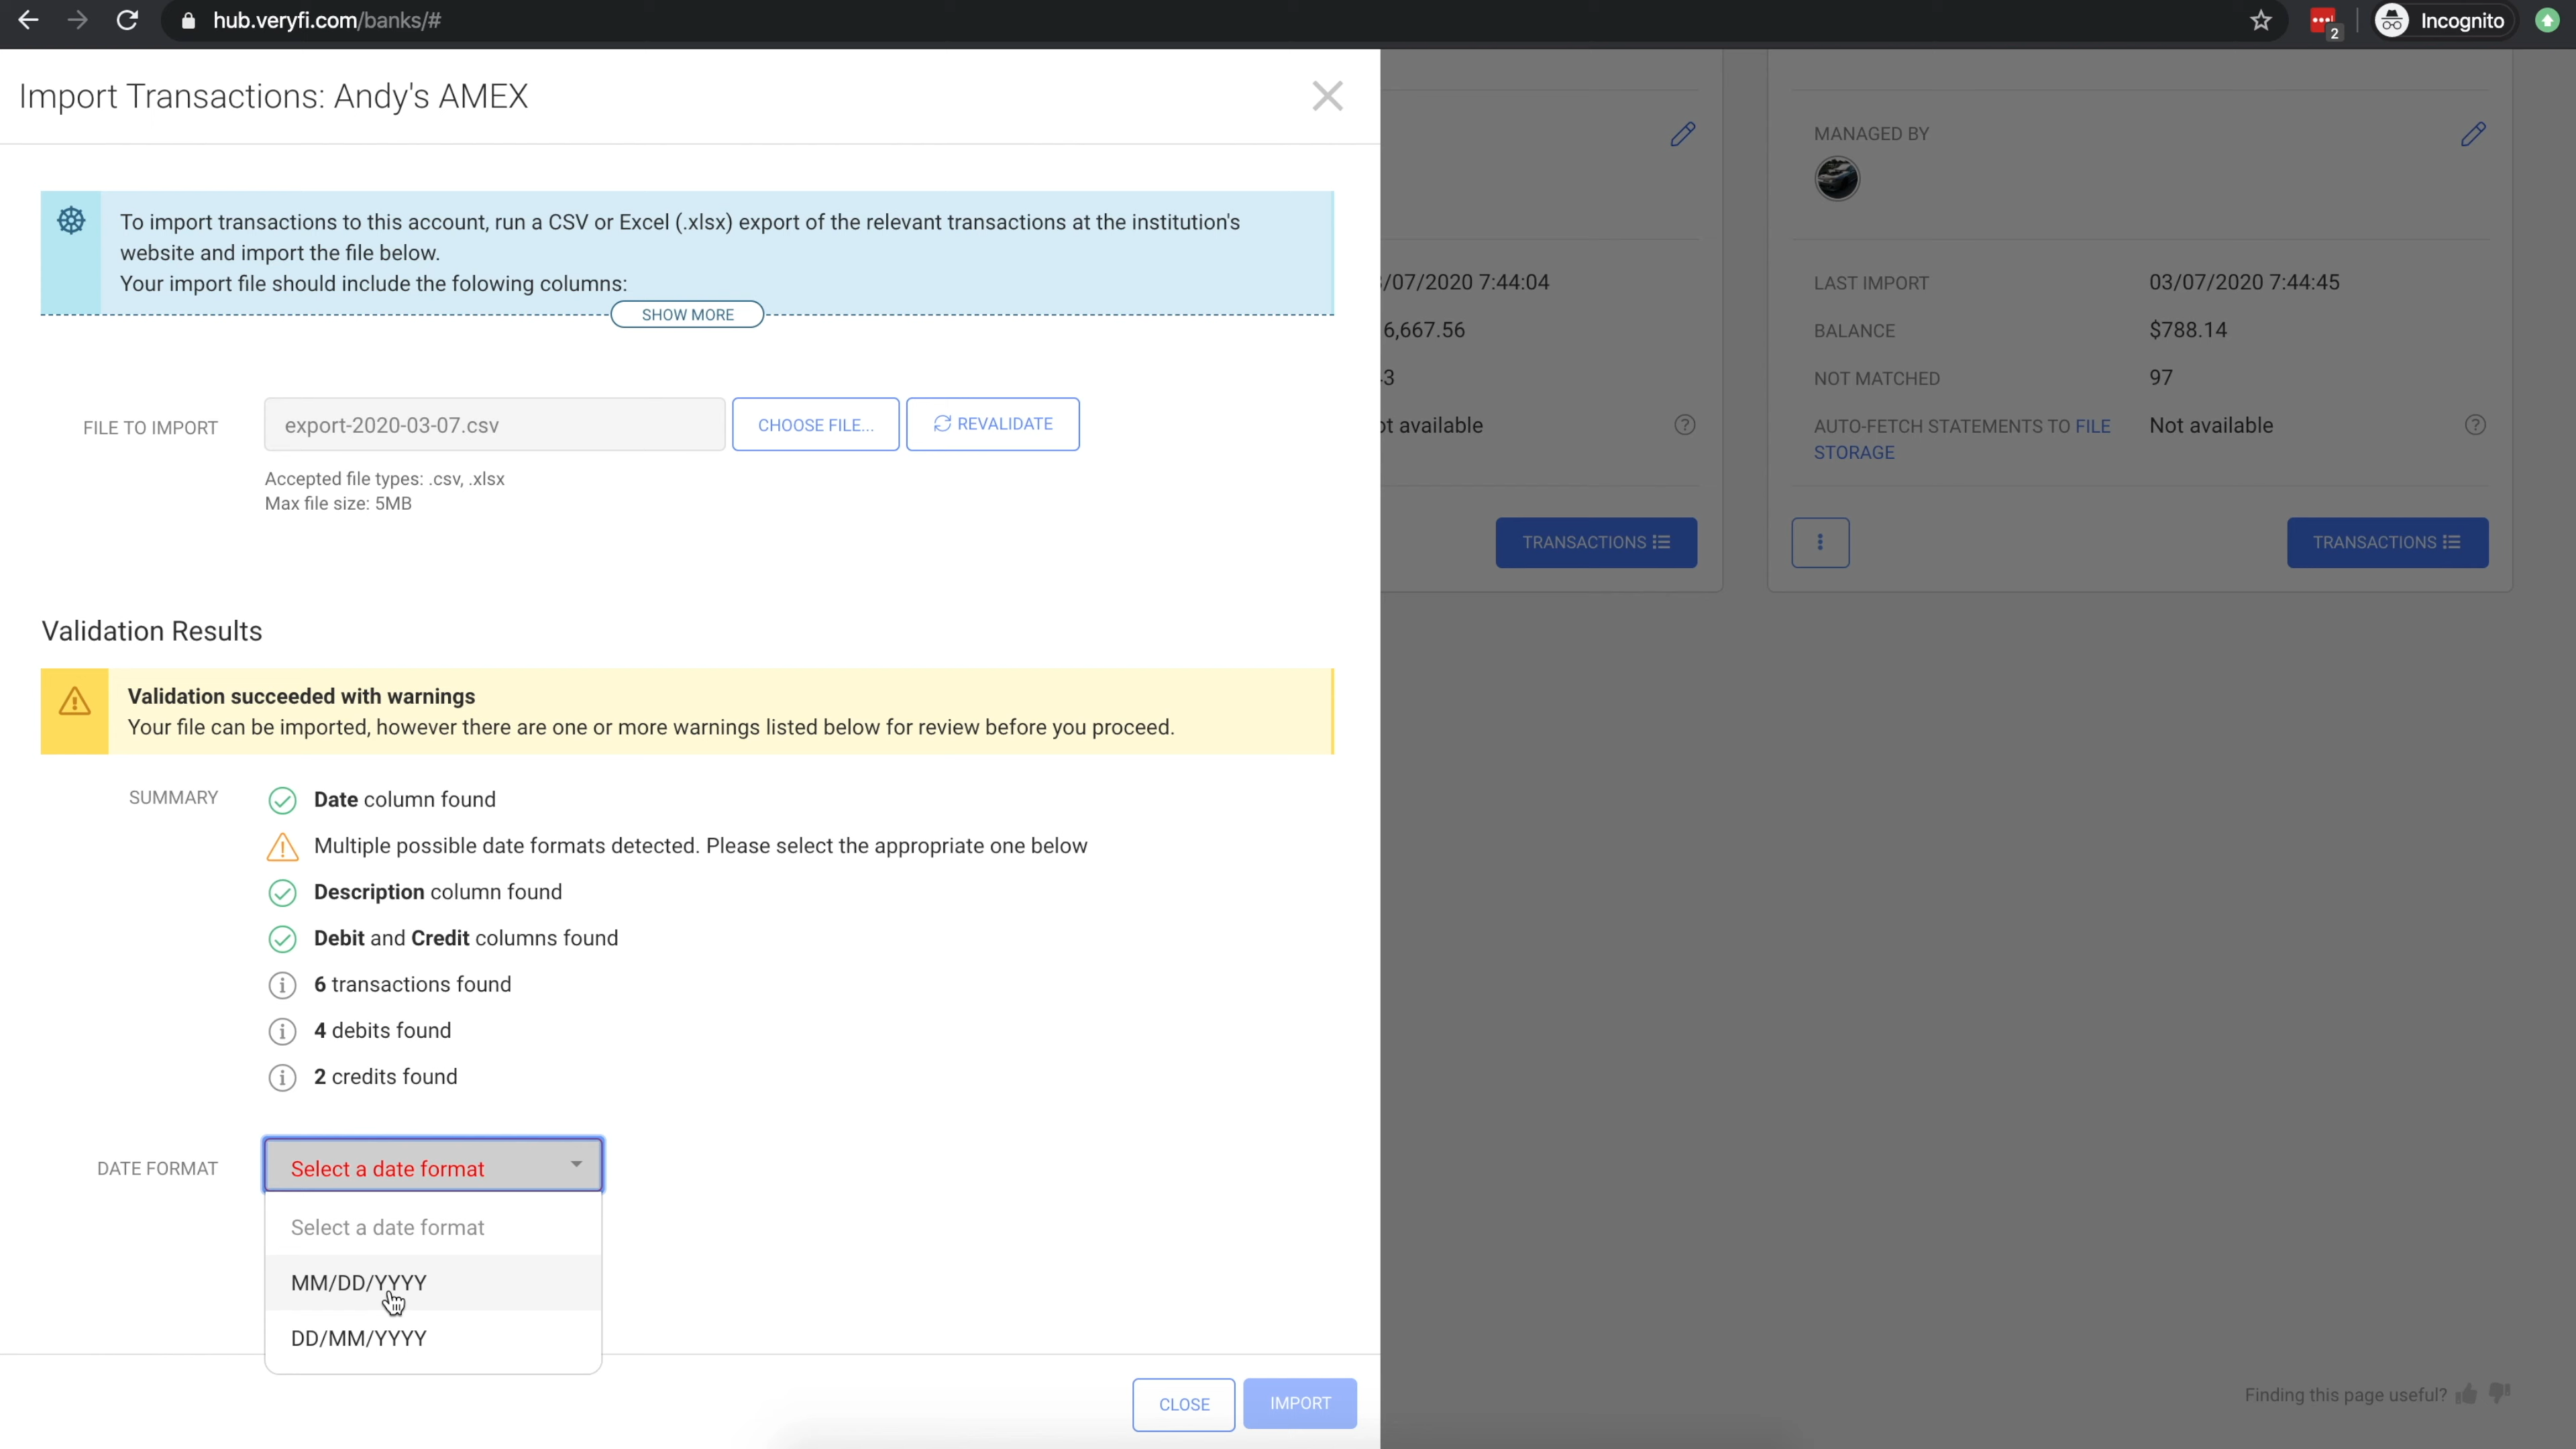 hub.veryfi.com/banks/#
2
Incognito
Import Transactions: Andy's AMEX
To import transactions to this account, run a CSV or Excel (.xlsx) export of the relevant transactions at the institution's
website and import the file below.
Your import file should include the folowing columns:
SHOW MORE
FILE TO IMPORT
export-2020-03-07.csv
CHOOSE FILE...
REVALIDATE
Accepted file types: .csv, .xlsx
Max file size: 5MB
Validation Results
Validation succeeded with warnings
Your file can be imported, however there are one or more warnings listed below for review before you proceed.
SUMMARY
Date column found
Multiple possible date formats detected. Please select the appropriate one below
Description column found
Debit and Credit columns found
6 transactions found
4 debits found
2 credits found
DATE FORMAT
Select a date format
Select a date format
MM/DD/YYYY
DD/MM/YYYY
CLOSE
IMPORT
/07/2020 7:44:04
6,667.56
3
ot available
TRANSACTIONS
MANAGED BY
LAST IMPORT
03/07/2020 7:44:45
BALANCE
$788.14
NOT MATCHED
97
AUTO-FETCH STATEMENTS TO FILE
STORAGE
Not available
TRANSACTIONS
Finding this page useful?